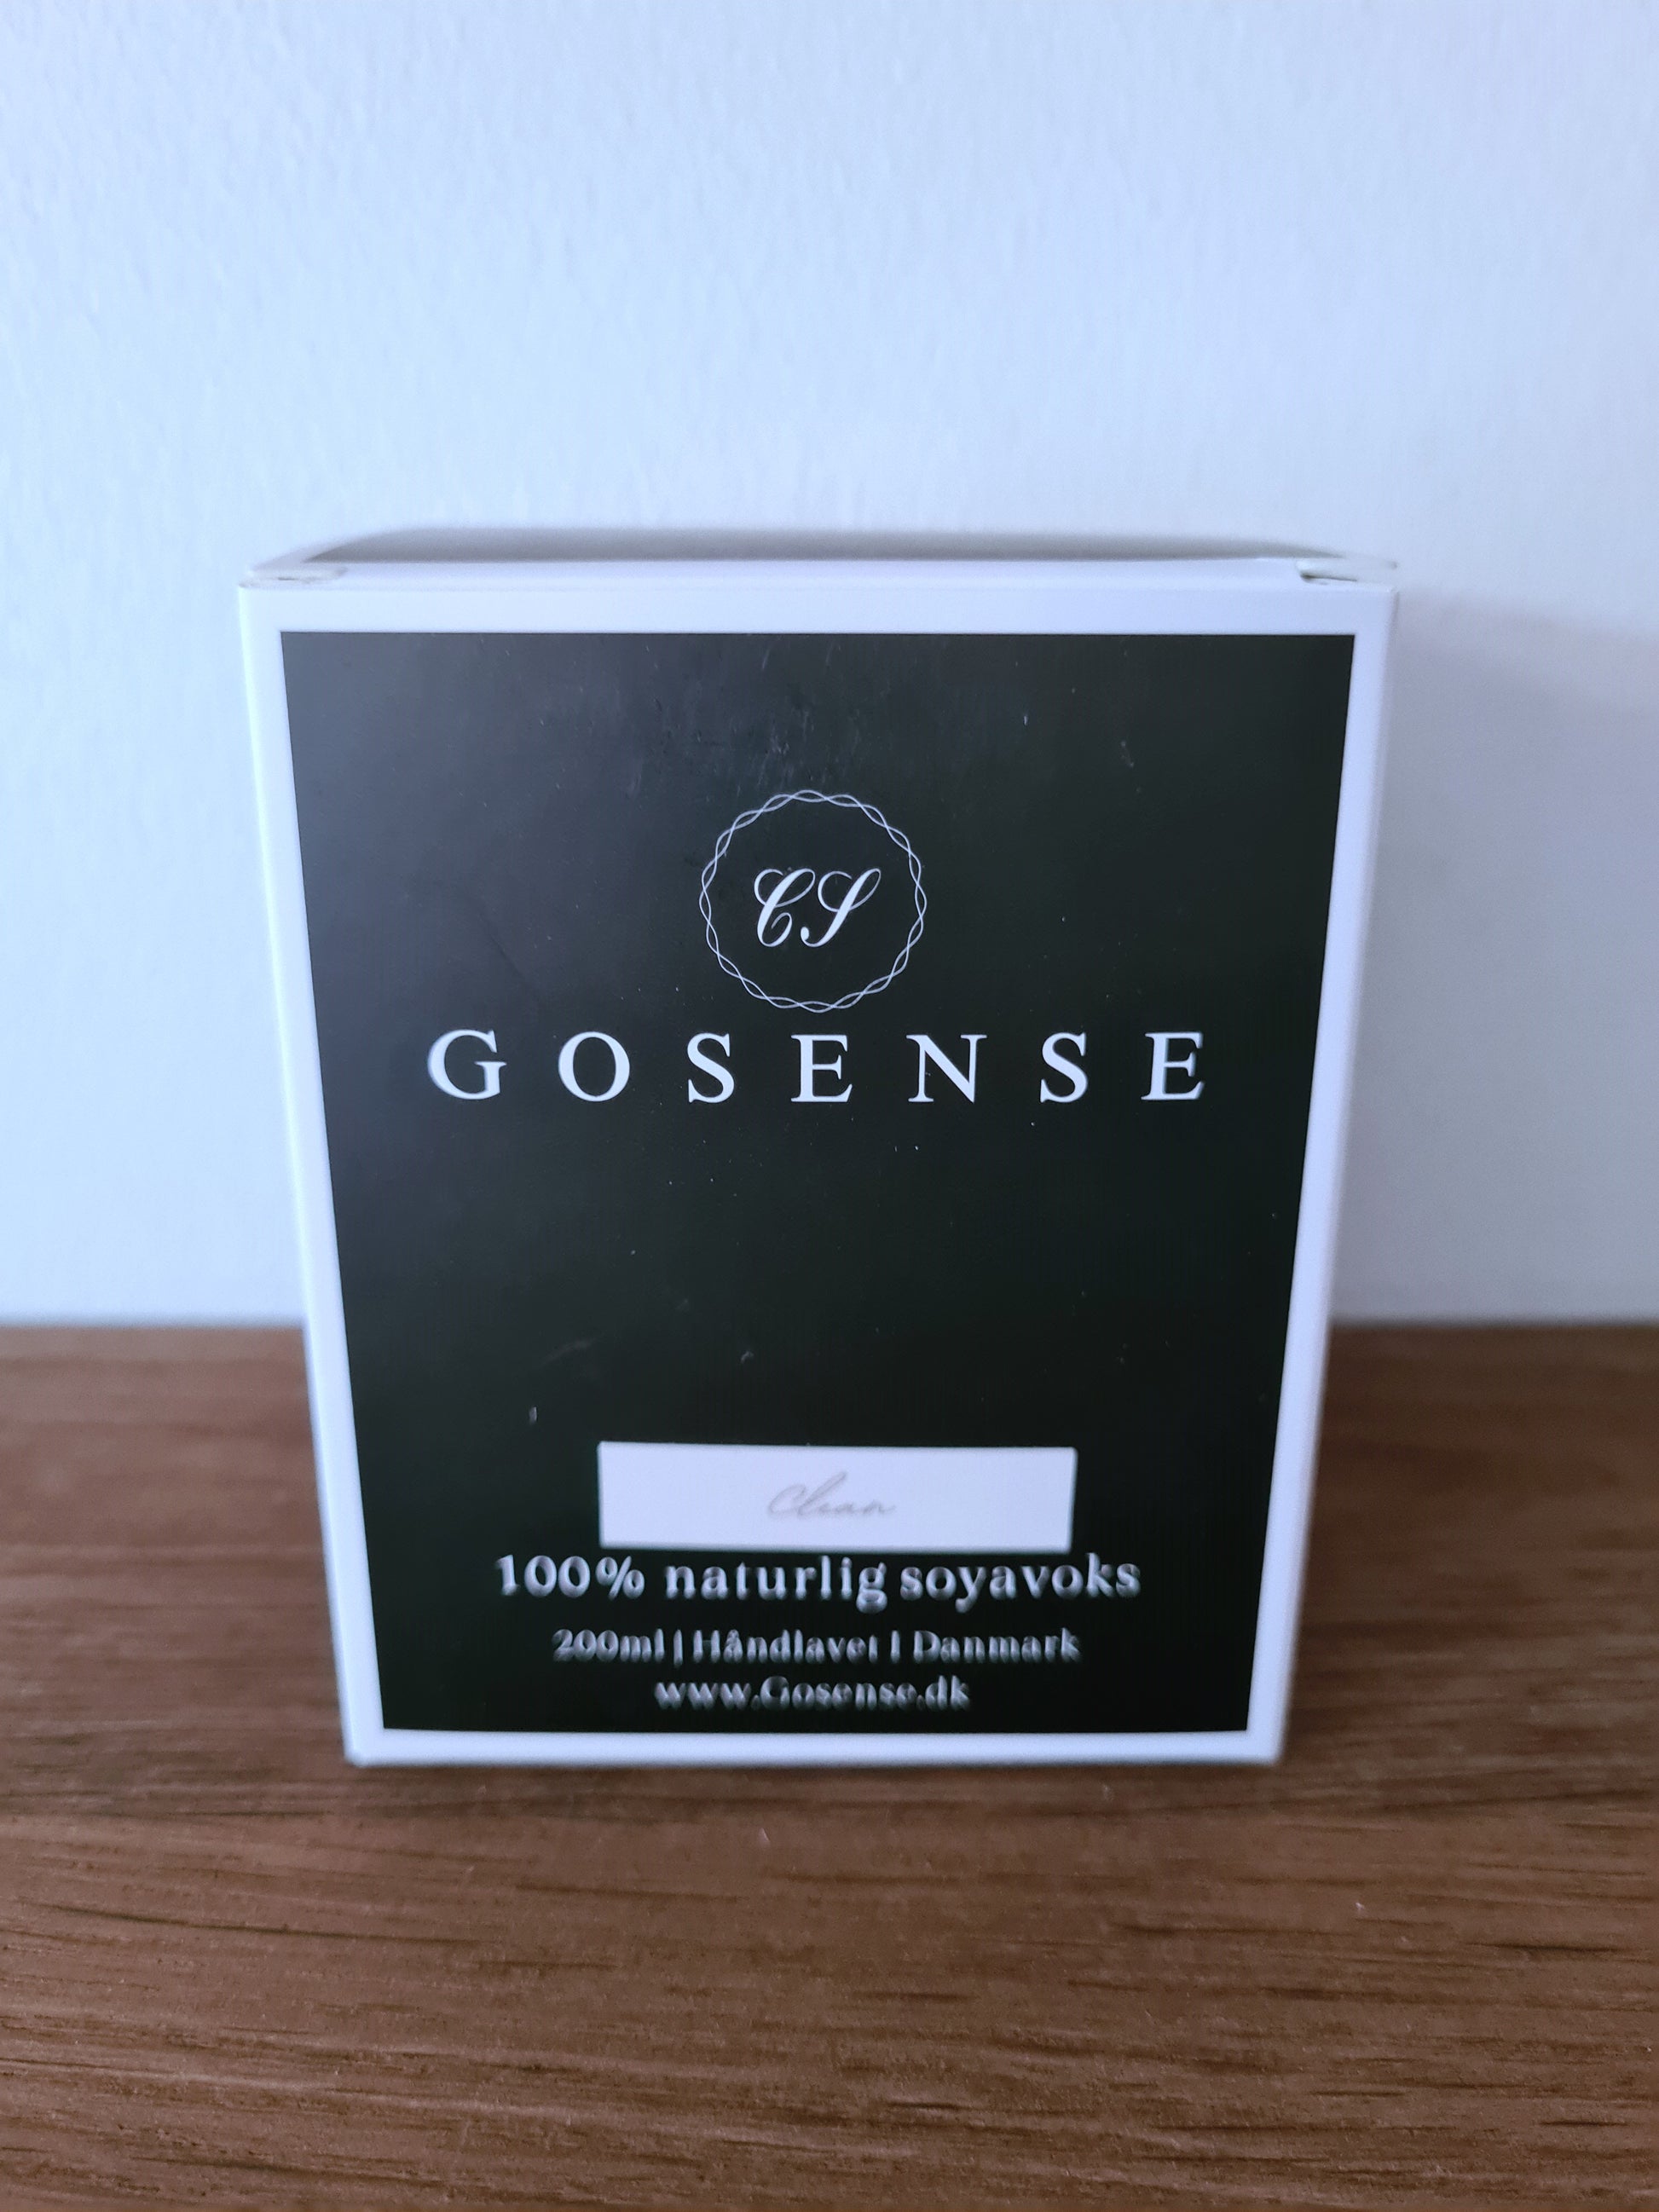 CS
GOSENSE
Clean
100% naturlig soyavoks
200ml | Håndlavet I Danmark
www.Gosense.dk